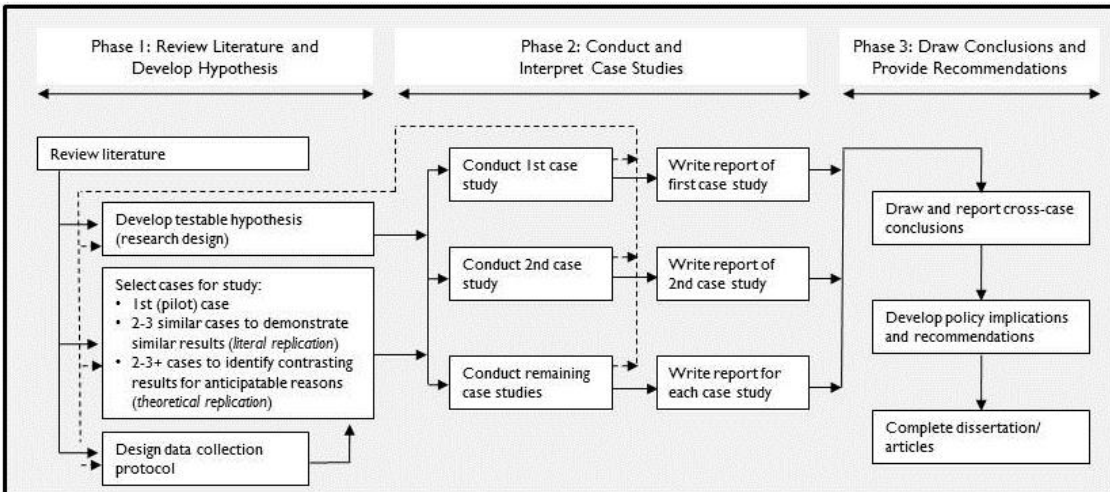 Phase 1: Review Literature and
Develop Hypothesis
Phase 2: Conduct and
Interpret Case Studies
Phase 3: Draw Conclusions and
Provide Recommendations
Review literature
Develop testable hypothesis
(research design)
Select cases for study:
• 1st (pilot) case
• 2-3 similar cases to demonstrate
similar results (literal replication)
• 2-3+ cases to identify contrasting
results for anticipatable reasons
(theoretical replication)
Design data collection
protocol
Conduct 1st case
study
Conduct 2nd case
study
Conduct remaining
case studies
Write report of
first case study
Write report of
2nd case study
Write report for
each case study
Draw and report cross-case
conclusions
Develop policy implications
and recommendations
Complete dissertation/
articles